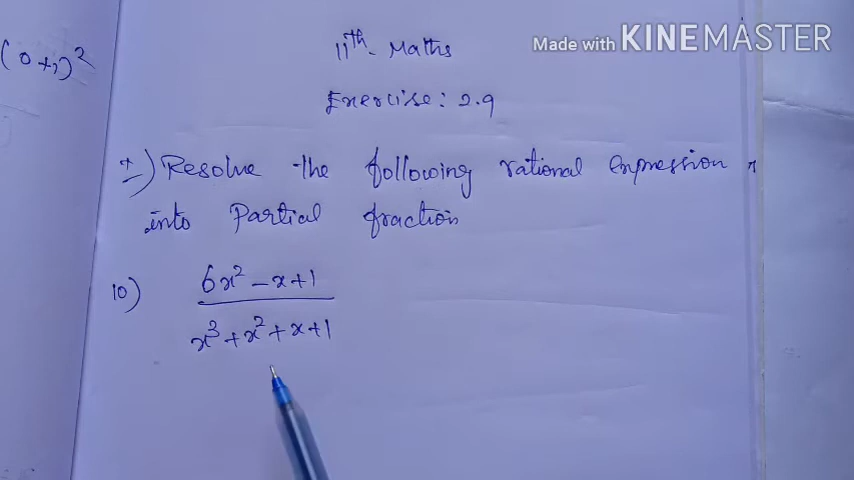 Made with KINEMASTER
11th - Maths
Exercise: 2.9
*) Resolve the following rational expression
into Partial fraction
10) 6x² - x + 1
x³ + x² + x + 1